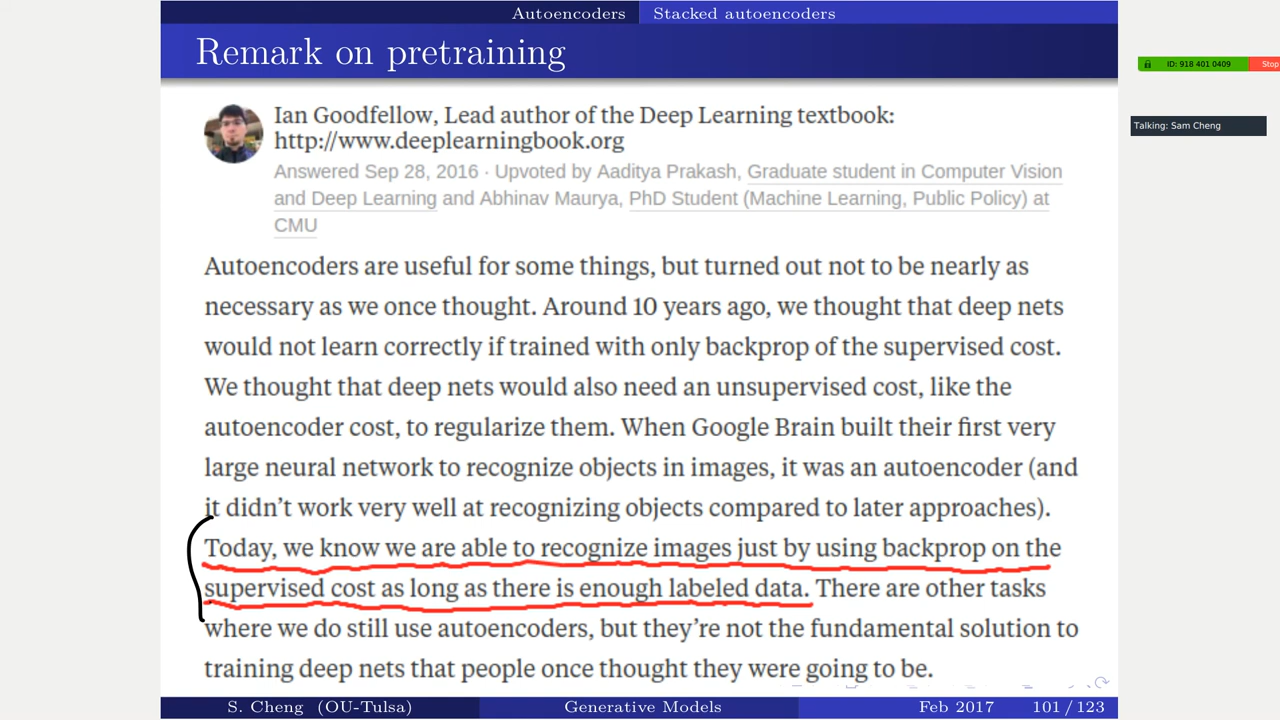 Autoencoders Stacked autoencoders
Remark on pretraining
ID: 918 401 0409 Stop
Talking: Sam Cheng
Ian Goodfellow, Lead author of the Deep Learning textbook:
http://www.deeplearningbook.org
Answered Sep 28, 2016 · Upvoted by Aaditya Prakash, Graduate student in Computer Vision
and Deep Learning and Abhinav Maurya, PhD Student (Machine Learning, Public Policy) at
CMU
Autoencoders are useful for some things, but turned out not to be nearly as
necessary as we once thought. Around 10 years ago, we thought that deep nets
would not learn correctly if trained with only backprop of the supervised cost.
We thought that deep nets would also need an unsupervised cost, like the
autoencoder cost, to regularize them. When Google Brain built their first very
large neural network to recognize objects in images, it was an autoencoder (and
it didn't work very well at recognizing objects compared to later approaches).
Today, we know we are able to recognize images just by using backprop on the
supervised cost as long as there is enough labeled data. There are other tasks
where we do still use autoencoders, but they're not the fundamental solution to
training deep nets that people once thought they were going to be.
S. Cheng (OU-Tulsa) Generative Models Feb 2017 101 / 123